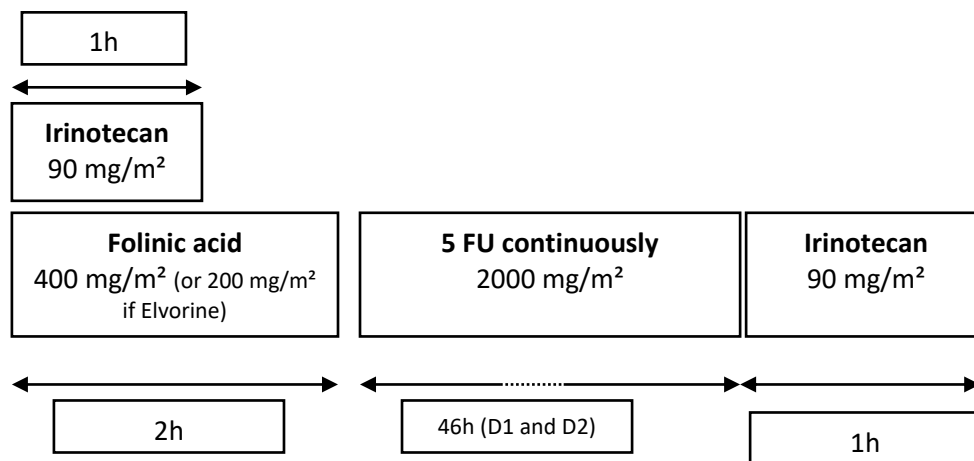 1h
Irinotecan
90 mg/m²
Folinic acid
400 mg/m² (or 200 mg/m²
if Elvorine)
5 FU continuously
2000 mg/m²
Irinotecan
90 mg/m²
2h
46h (D1 and D2)
1h